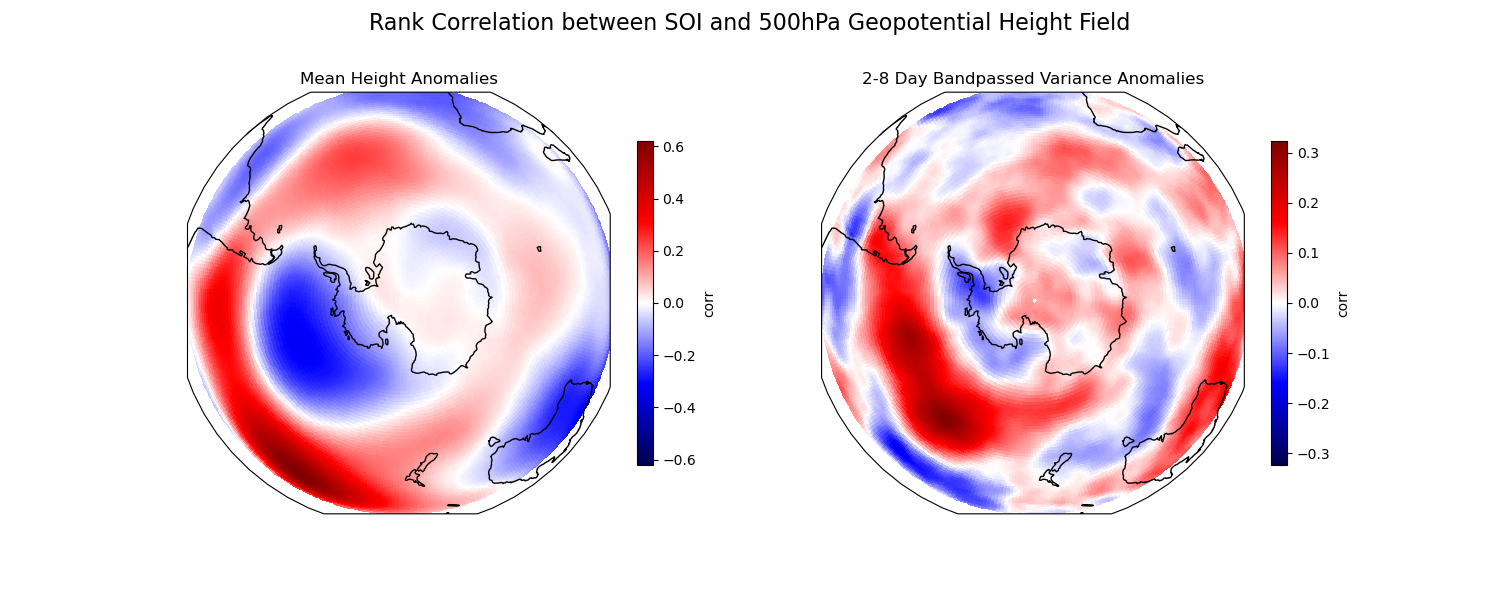 Rank Correlation between SOI and 500hPa Geopotential Height Field
Mean Height Anomalies
0.6
0.4
0.2
0.0
−0.2
−0.4
−0.6
corr
2-8 Day Bandpassed Variance Anomalies
0.3
0.2
0.1
0.0
−0.1
−0.2
−0.3
corr